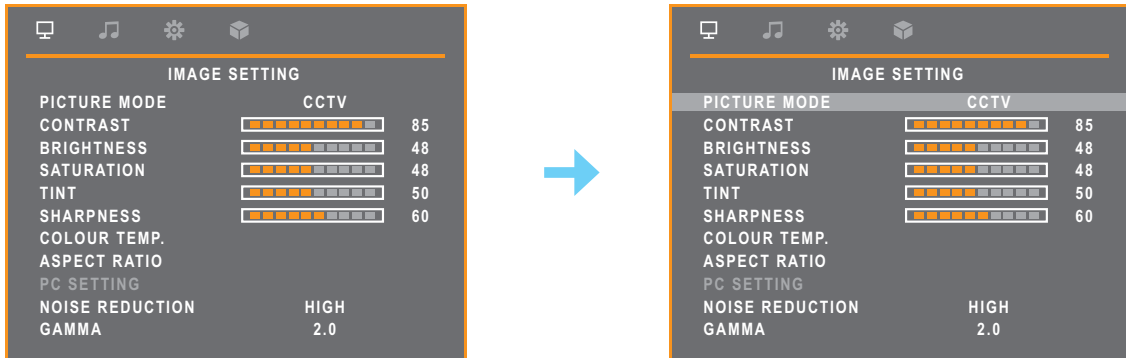 IMAGE SETTING
PICTURE MODE CCTV
CONTRAST 85
BRIGHTNESS 48
SATURATION 48
TINT 50
SHARPNESS 60
COLOUR TEMP.
ASPECT RATIO
PC SETTING
NOISE REDUCTION HIGH
GAMMA 2.0
IMAGE SETTING
PICTURE MODE CCTV
CONTRAST 85
BRIGHTNESS 48
SATURATION 48
TINT 50
SHARPNESS 60
COLOUR TEMP.
ASPECT RATIO
PC SETTING
NOISE REDUCTION HIGH
GAMMA 2.0